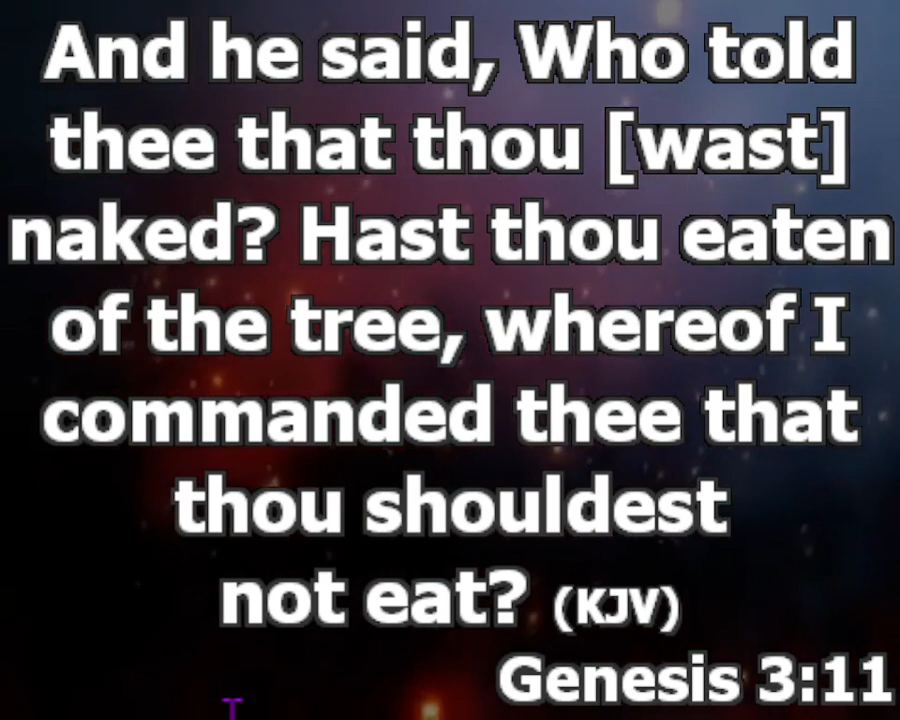 And he said, Who told
thee that thou [wast]
naked? Hast thou eaten
of the tree, whereof I
commanded thee that
thou shouldest
not eat? (KJV)
Genesis 3:11